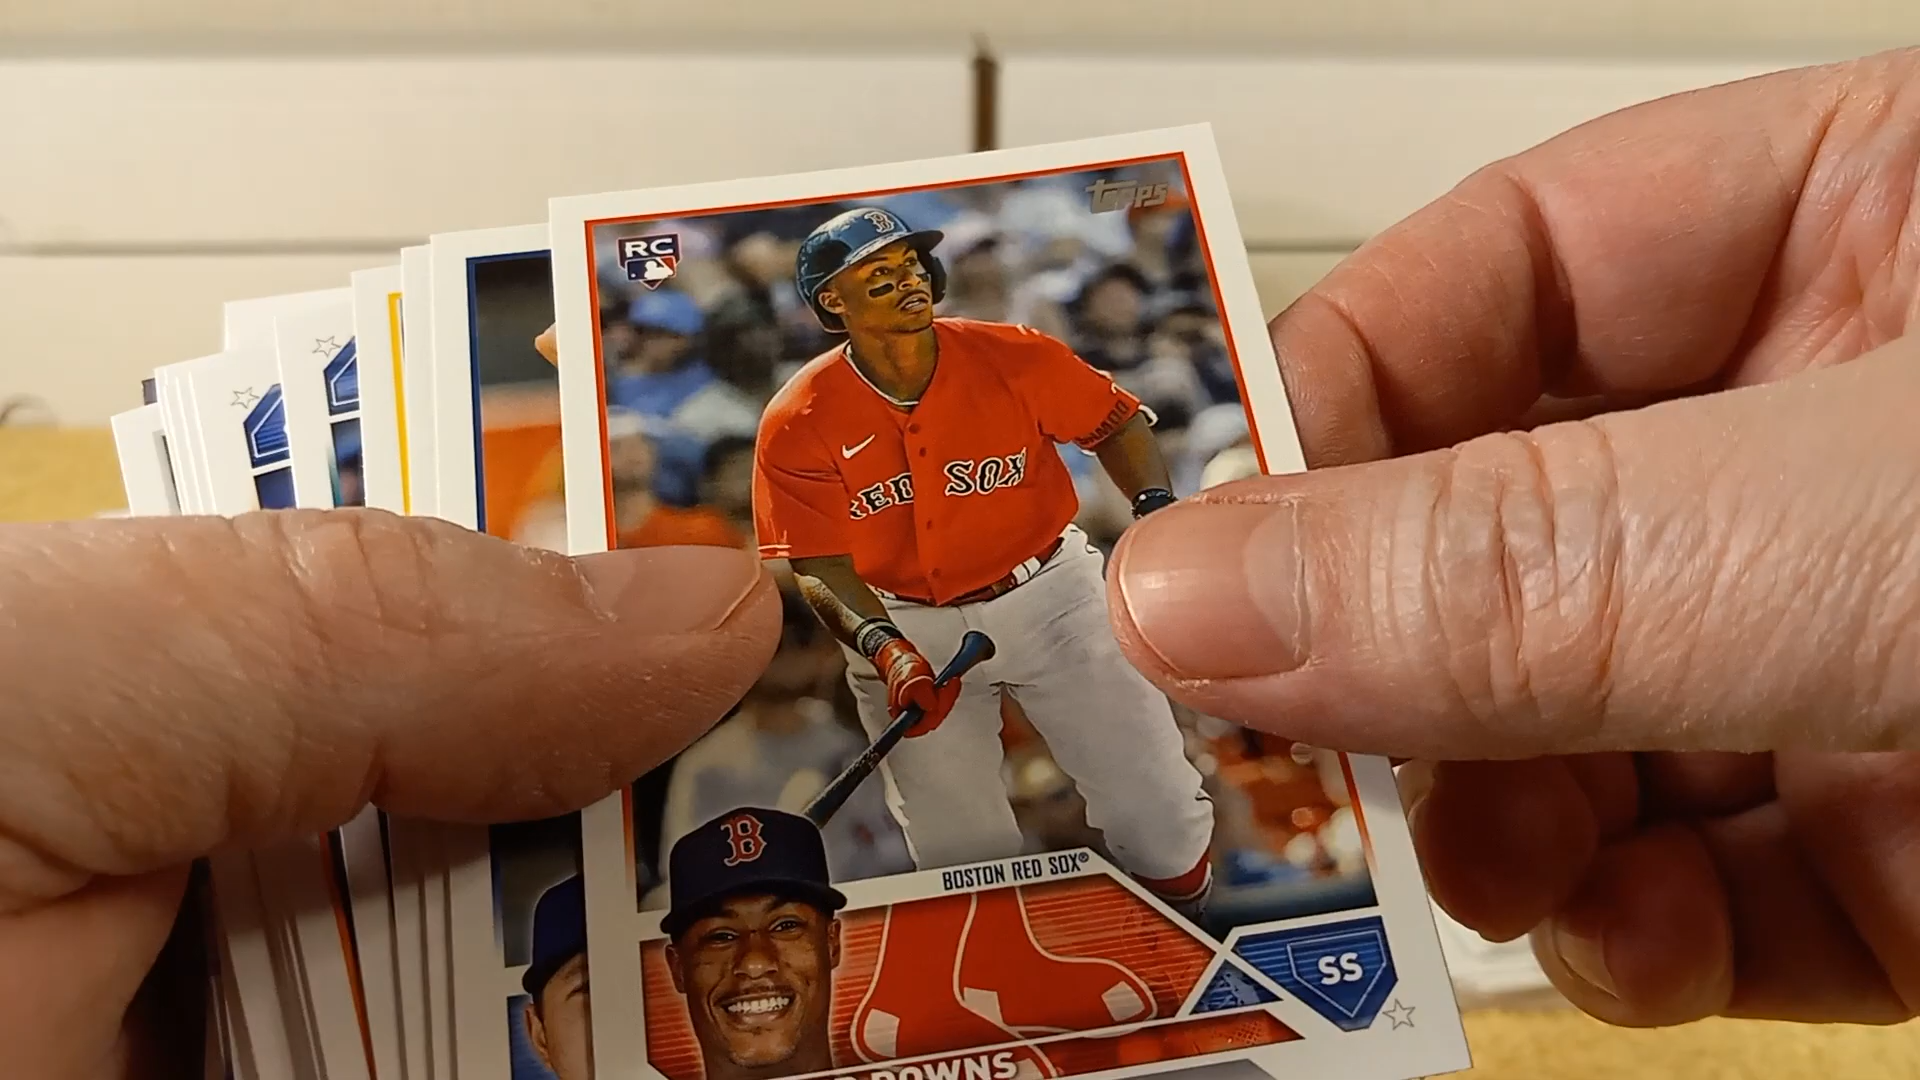 Topps
RC
B
RED SOX
BOSTON RED SOX®
B
SS
DOWNS